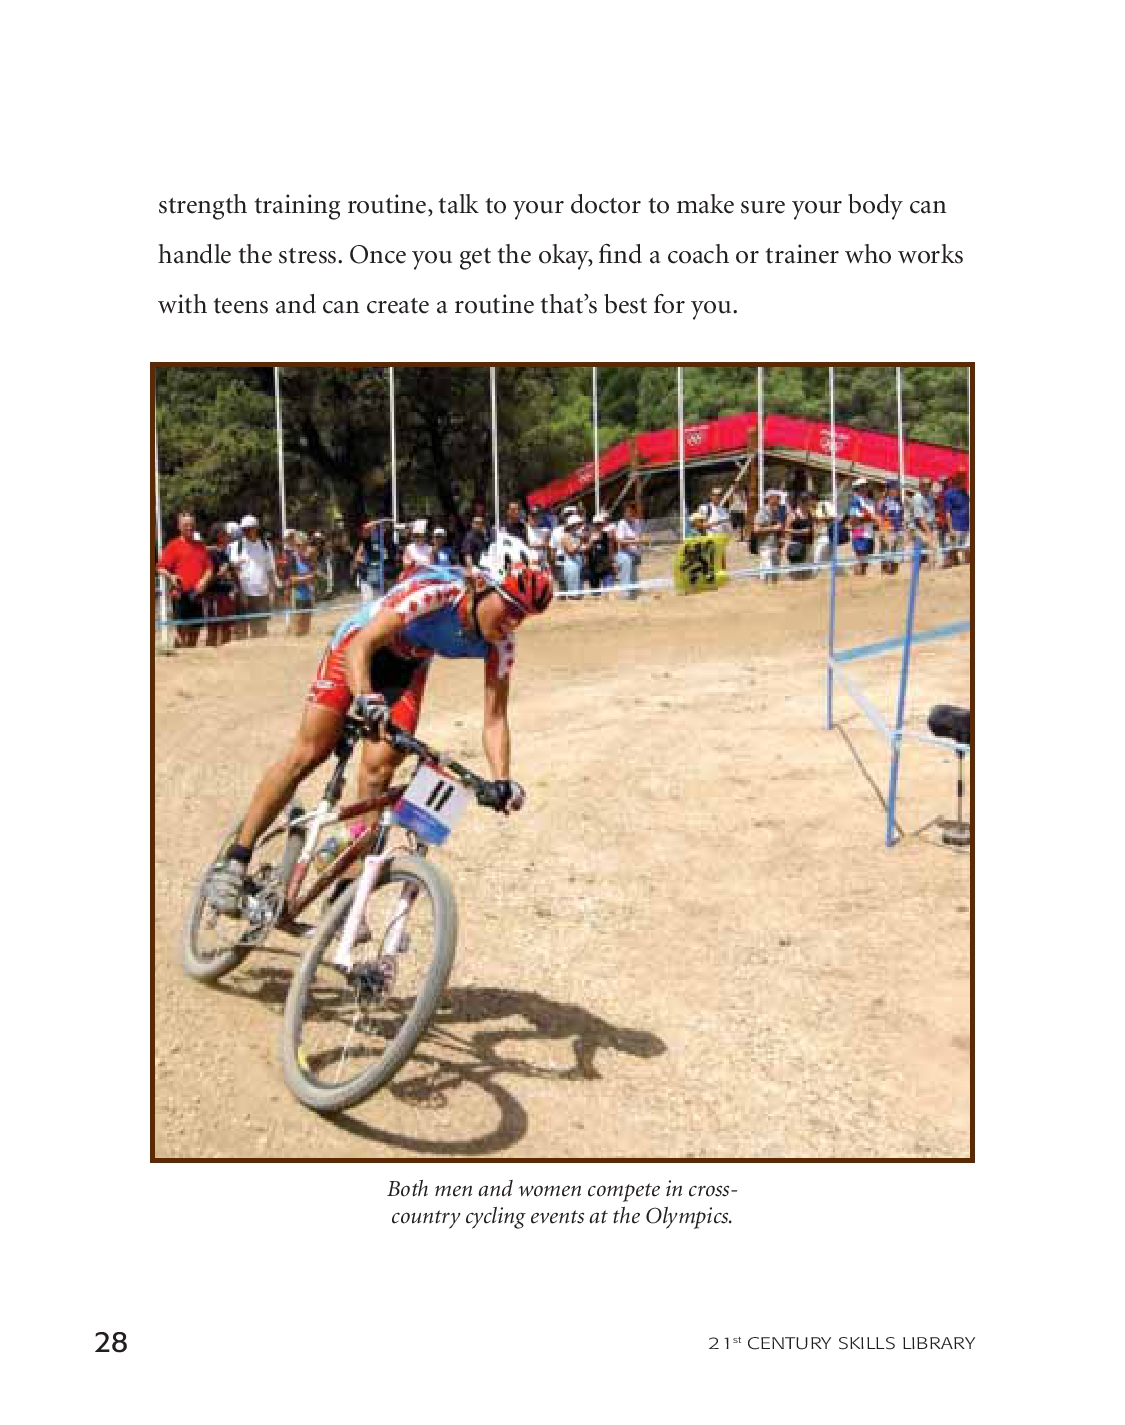 strength training routine, talk to your doctor to make sure your body can
handle the stress. Once you get the okay, find a coach or trainer who works
with teens and can create a routine that’s best for you.
11
Both men and women compete in cross-
country cycling events at the Olympics.
28
21st CENTURY SKILLS LIBRARY